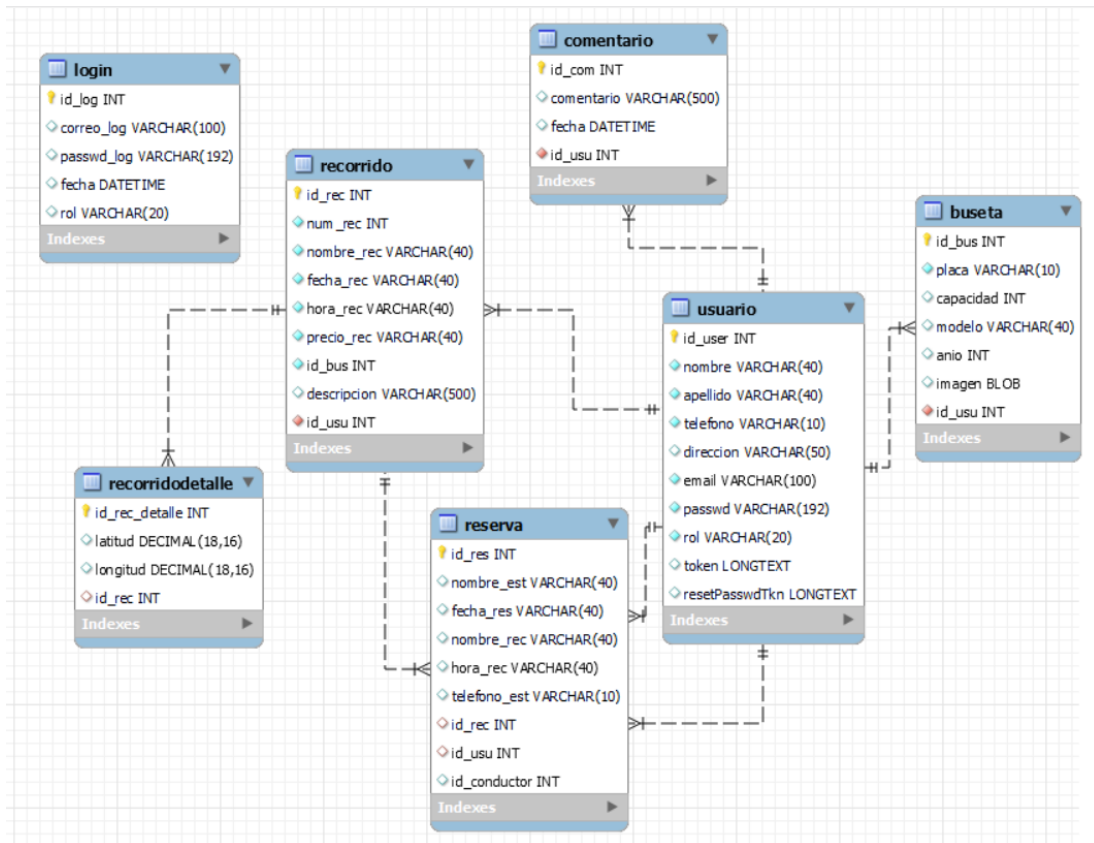 login
id_log INT
correo_log VARCHAR(100)
passwd_log VARCHAR(192)
fecha DATETIME
rol VARCHAR(20)
Indexes
recorrido
id_rec INT
num _rec INT
nombre_rec VARCHAR(40)
fecha_rec VARCHAR(40)
hora_rec VARCHAR(40)
precio_rec VARCHAR(40)
id_bus INT
descripcion VARCHAR(500)
id_usu INT
Indexes
comentario
id_com INT
comentario VARCHAR(500)
fecha DATETIME
id_usu INT
Indexes
buseta
id_bus INT
placa VARCHAR(10)
capacidad INT
modelo VARCHAR(40)
anio INT
imagen BLOB
id_usu INT
Indexes
usuario
id_user INT
nombre VARCHAR(40)
apellido VARCHAR(40)
telefono VARCHAR(10)
direccion VARCHAR(50)
email VARCHAR(100)
passwd VARCHAR(192)
rol VARCHAR(20)
token LONGTEXT
resetPasswdTkn LONGTEXT
Indexes
recorridodetalle
id_rec_detalle INT
latitud DECIMAL(18,16)
longitud DECIMAL(18,16)
id_rec INT
Indexes
reserva
id_res INT
nombre_est VARCHAR(40)
fecha_res VARCHAR(40)
nombre_rec VARCHAR(40)
hora_rec VARCHAR(40)
telefono_est VARCHAR(10)
id_rec INT
id_usu INT
id_conductor INT
Indexes